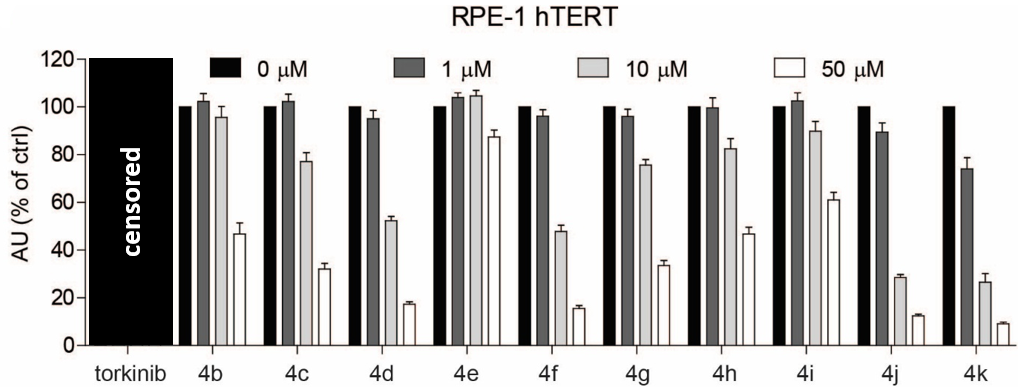 RPE-1 hTERT
0 μM 1 μM 10 μM 50 μM
AU (% of ctrl)
120
100
80
60
40
20
0
censored
torkinib 4b 4c 4d 4e 4f 4g 4h 4i 4j 4k